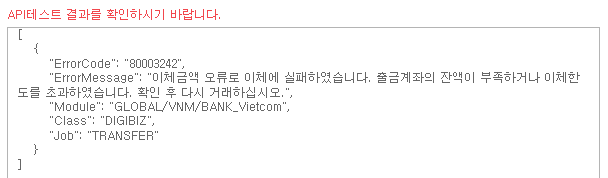 API테스트 결과를 확인하시기 바랍니다.
[
{
"ErrorCode": "80003242",
"ErrorMessage": "이체금액 오류로 이체에 실패하였습니다. 출금계좌의 잔액이 부족하거나 이체한
도를 초과하였습니다. 확인 후 다시 거래하십시오.",
"Module": "GLOBAL/VNM/BANK_Vietcom",
"Class": "DIGIBIZ",
"Job": "TRANSFER"
}
]